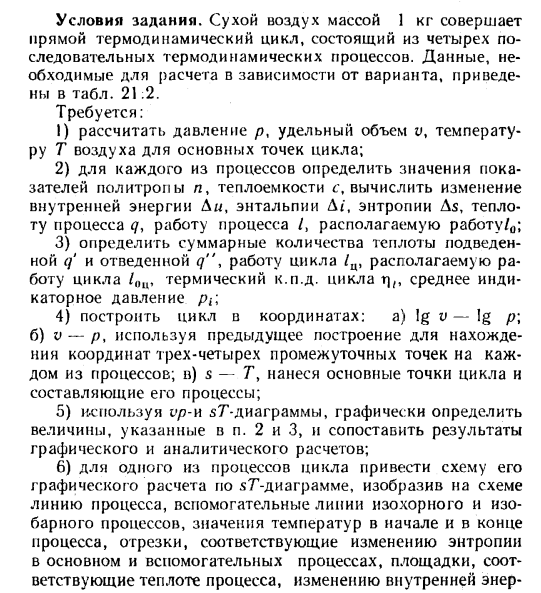 Условия задания. Сухой воздух массой 1 кг совершает
прямой термодинамический цикл, состоящий из четырех по-
следовательных термодинамических процессов. Данные, не-
обходимые для расчета в зависимости от варианта, приведе-
ны в табл. 21.2.
Требуется:
1) рассчитать давление p, удельный объем v, температу-
ру T воздуха для основных точек цикла;
2) для каждого из процессов определить значения пока-
зателей политропы n, теплоемкости c, вычислить изменение
внутренней энергии Δu, энтальпии Δi, энтропии Δs, тепло-
ту процесса q, работу процесса l, располагаемую работу l₀;
3) определить суммарные количества теплоты подведен-
ной q′ и отведенной q″, работу цикла lц, располагаемую ра-
боту цикла l₀ц, термический к.п.д. цикла ηt, среднее инди-
каторное давление pi;
4) построить цикл в координатах: а) lg v — lg p;
б) v — p, используя предыдущее построение для нахожде-
ния координат трех-четырех промежуточных точек на каж-
дом из процессов; в) s — T, нанеся основные точки цикла и
составляющие его процессы;
5) используя vp-и sT-диаграммы, графически определить
величины, указанные в п. 2 и 3, и сопоставить результаты
графического и аналитического расчетов;
6) для одного из процессов цикла привести схему его
графического расчета по sT-диаграмме, изобразив на схеме
линию процесса, вспомогательные линии изохорного и изо-
барного процессов, значения температур в начале и в конце
процесса, отрезки, соответствующие изменению энтропии
в основном и вспомогательных процессах, площадки, соот-
ветствующие теплоте процесса, изменению внутренней энер-